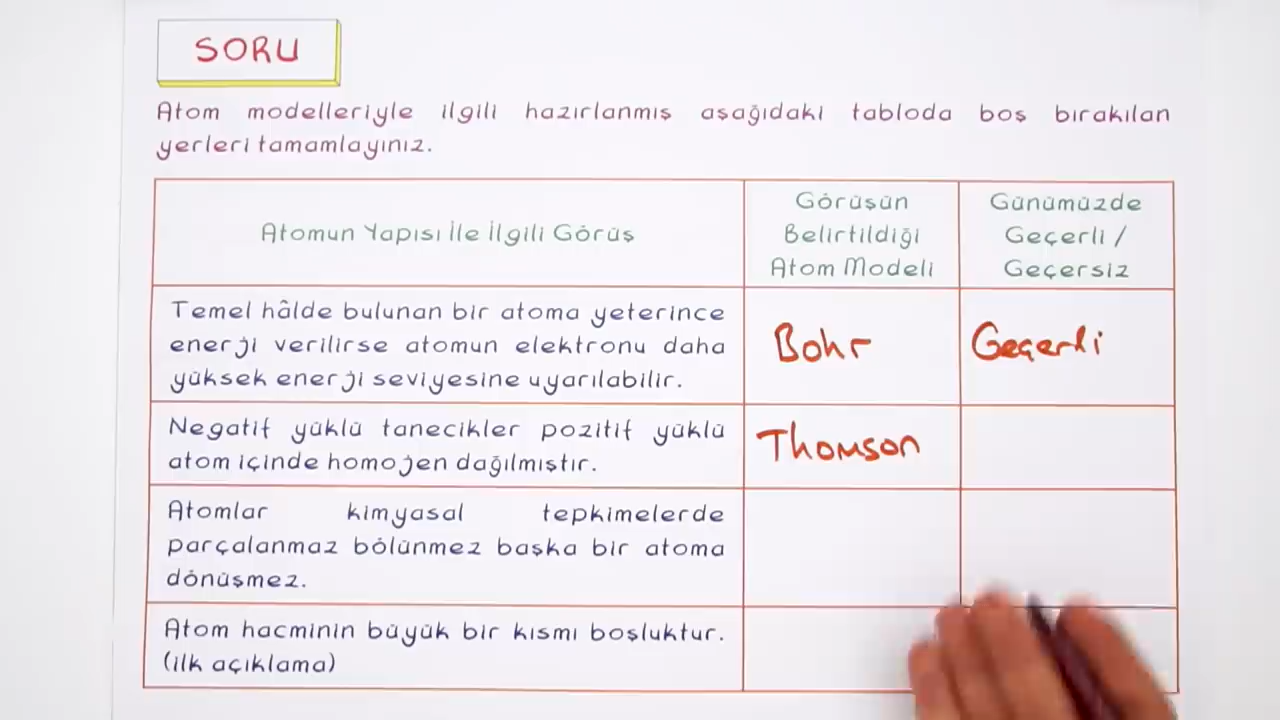 SORU
Atom modelleriyle ilgili hazırlanmış aşağıdaki tabloda boş bırakılan
yerleri tamamlayınız.
Atomun Yapısı İle İlgili Görüş
Görüşün
Belirtildiği
Atom Modeli
Günümüzde
Geçerli /
Geçersiz
Temel hâlde bulunan bir atoma yeterince
enerji verilirse atomun elektronu daha
yüksek enerji seviyesine uyarılabilir.
Bohr
Geçerli
Negatif yüklü tanecikler pozitif yüklü
atom içinde homojen dağılmıştır.
Thomson
Atomlar kimyasal tepkimelerde
parçalanmaz bölünmez başka bir atoma
dönüşmez.
Atom hacminin büyük bir kısmı boşluktur.
(ilk açıklama)